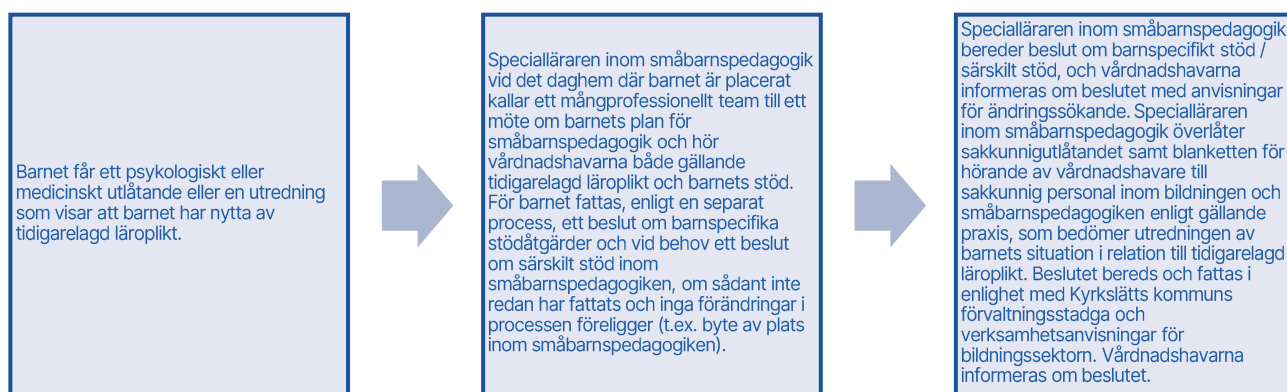 Barnet får ett psykologiskt eller
medicinskt utlåtande eller en utredning
som visar att barnet har nytta av
tidigarelagd läroplikt.
Specialläraren inom småbarnspedagogik
vid det daghem där barnet är placerat
kallar ett mångprofessionellt team till ett
möte om barnets plan för
småbarnspedagogik och hör
vårdnadshavarna både gällande
tidigarelagd läroplikt och barnets stöd.
För barnet fattas, enligt en separat
process, ett beslut om barnspecifika
stödåtgärder och vid behov ett beslut
om särskilt stöd inom
småbarnspedagogiken, om sådant inte
redan har fattats och inga förändringar i
processen föreligger (t.ex. byte av plats
inom småbarnspedagogiken).
Specialläraren inom småbarnspedagogik
bereder beslut om barnspecifikt stöd /
särskilt stöd, och vårdnadshavarna
informeras om beslutet med anvisningar
för ändringssökande. Specialläraren
inom småbarnspedagogik överlåter
sakkunnigutlåtandet samt blanketten för
hörande av vårdnadshavare till
sakkunnig personal inom bildningen och
småbarnspedagogiken enligt gällande
praxis, som bedömer utredningen av
barnets situation i relation till tidigarelagd
läroplikt. Beslutet bereds och fattas i
enlighet med Kyrkslätts kommuns
förvaltningsstadga och
verksamhetsanvisningar för
bildningssektorn. Vårdnadshavarna
informeras om beslutet.